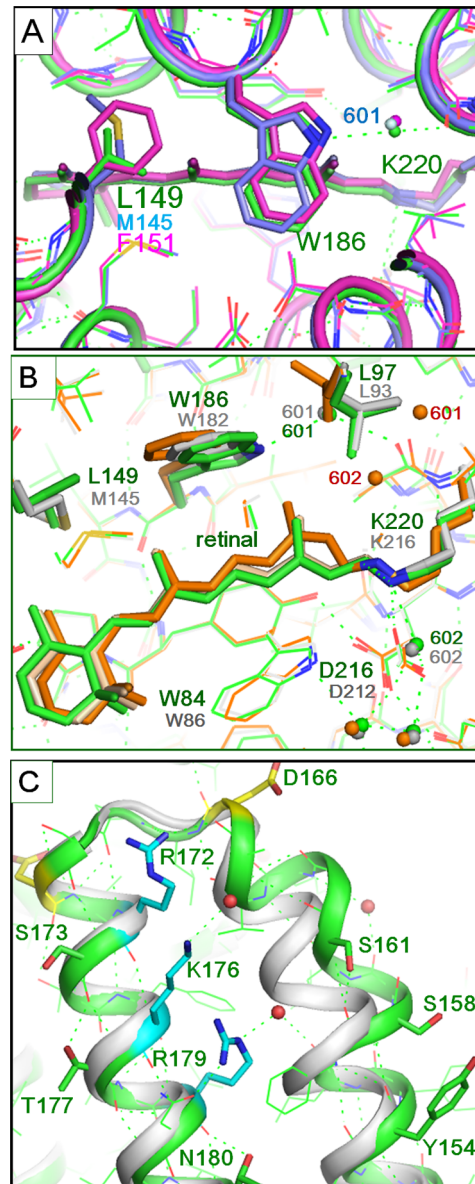 A
601
K220
L149
M145
F151
W186
B
L97
L93
W186
W182
601
601
601
L149
M145
602
K220
K216
retinal
602
602
D216
D212
W84
W86
C
D166
R172
S173
S161
K176
S158
R179
T177
Y154
N180